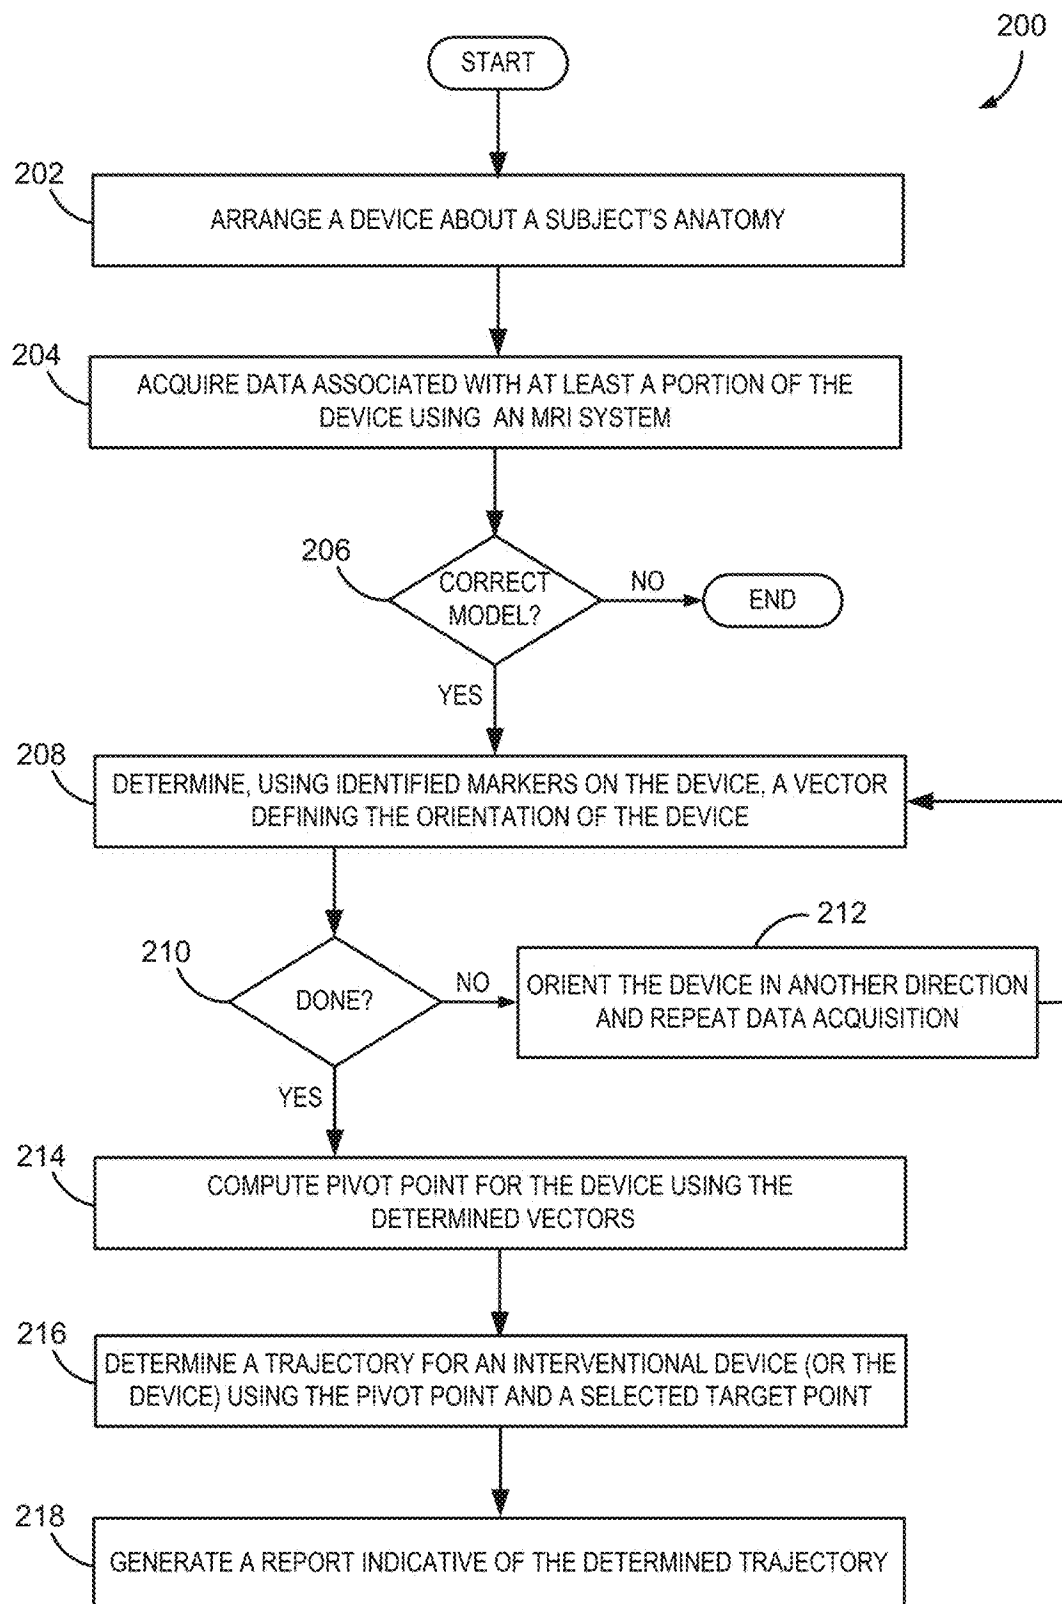 200
START
202
ARRANGE A DEVICE ABOUT A SUBJECT'S ANATOMY
204
ACQUIRE DATA ASSOCIATED WITH AT LEAST A PORTION OF THE
DEVICE USING AN MRI SYSTEM
206
CORRECT
MODEL?
NO
END
YES
208
DETERMINE, USING IDENTIFIED MARKERS ON THE DEVICE, A VECTOR
DEFINING THE ORIENTATION OF THE DEVICE
210
DONE?
NO
212
ORIENT THE DEVICE IN ANOTHER DIRECTION
AND REPEAT DATA ACQUISITION
YES
214
COMPUTE PIVOT POINT FOR THE DEVICE USING THE
DETERMINED VECTORS
216
DETERMINE A TRAJECTORY FOR AN INTERVENTIONAL DEVICE (OR THE
DEVICE) USING THE PIVOT POINT AND A SELECTED TARGET POINT
218
GENERATE A REPORT INDICATIVE OF THE DETERMINED TRAJECTORY